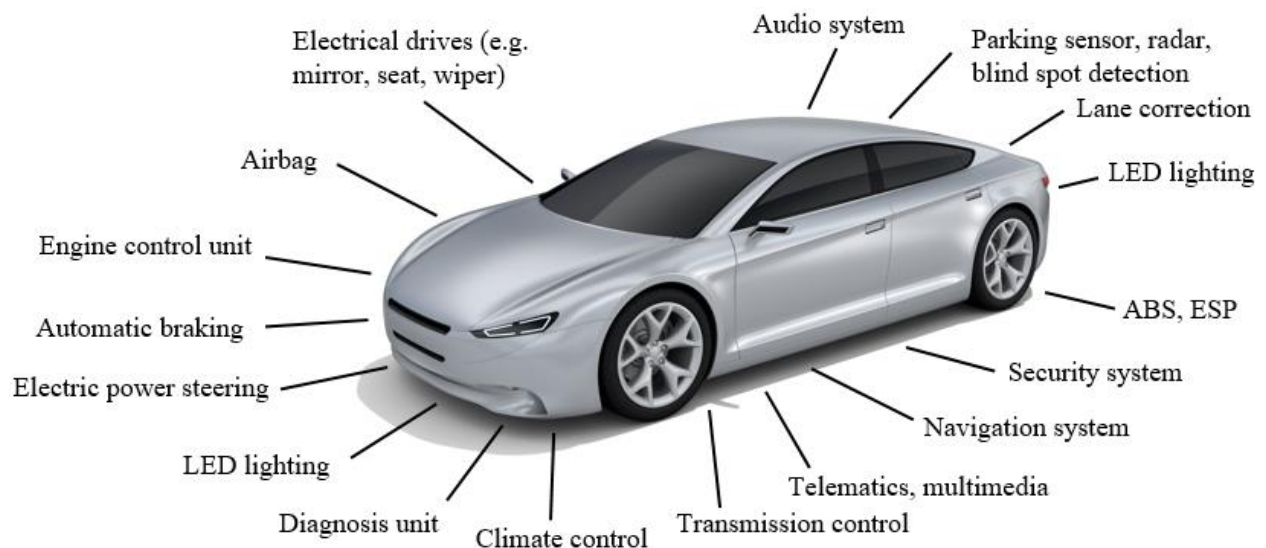 Audio system
Electrical drives (e.g.
mirror, seat, wiper)
Parking sensor, radar,
blind spot detection
Lane correction
Airbag
LED lighting
Engine control unit
ABS, ESP
Automatic braking
Security system
Electric power steering
Navigation system
LED lighting
Telematics, multimedia
Diagnosis unit
Transmission control
Climate control